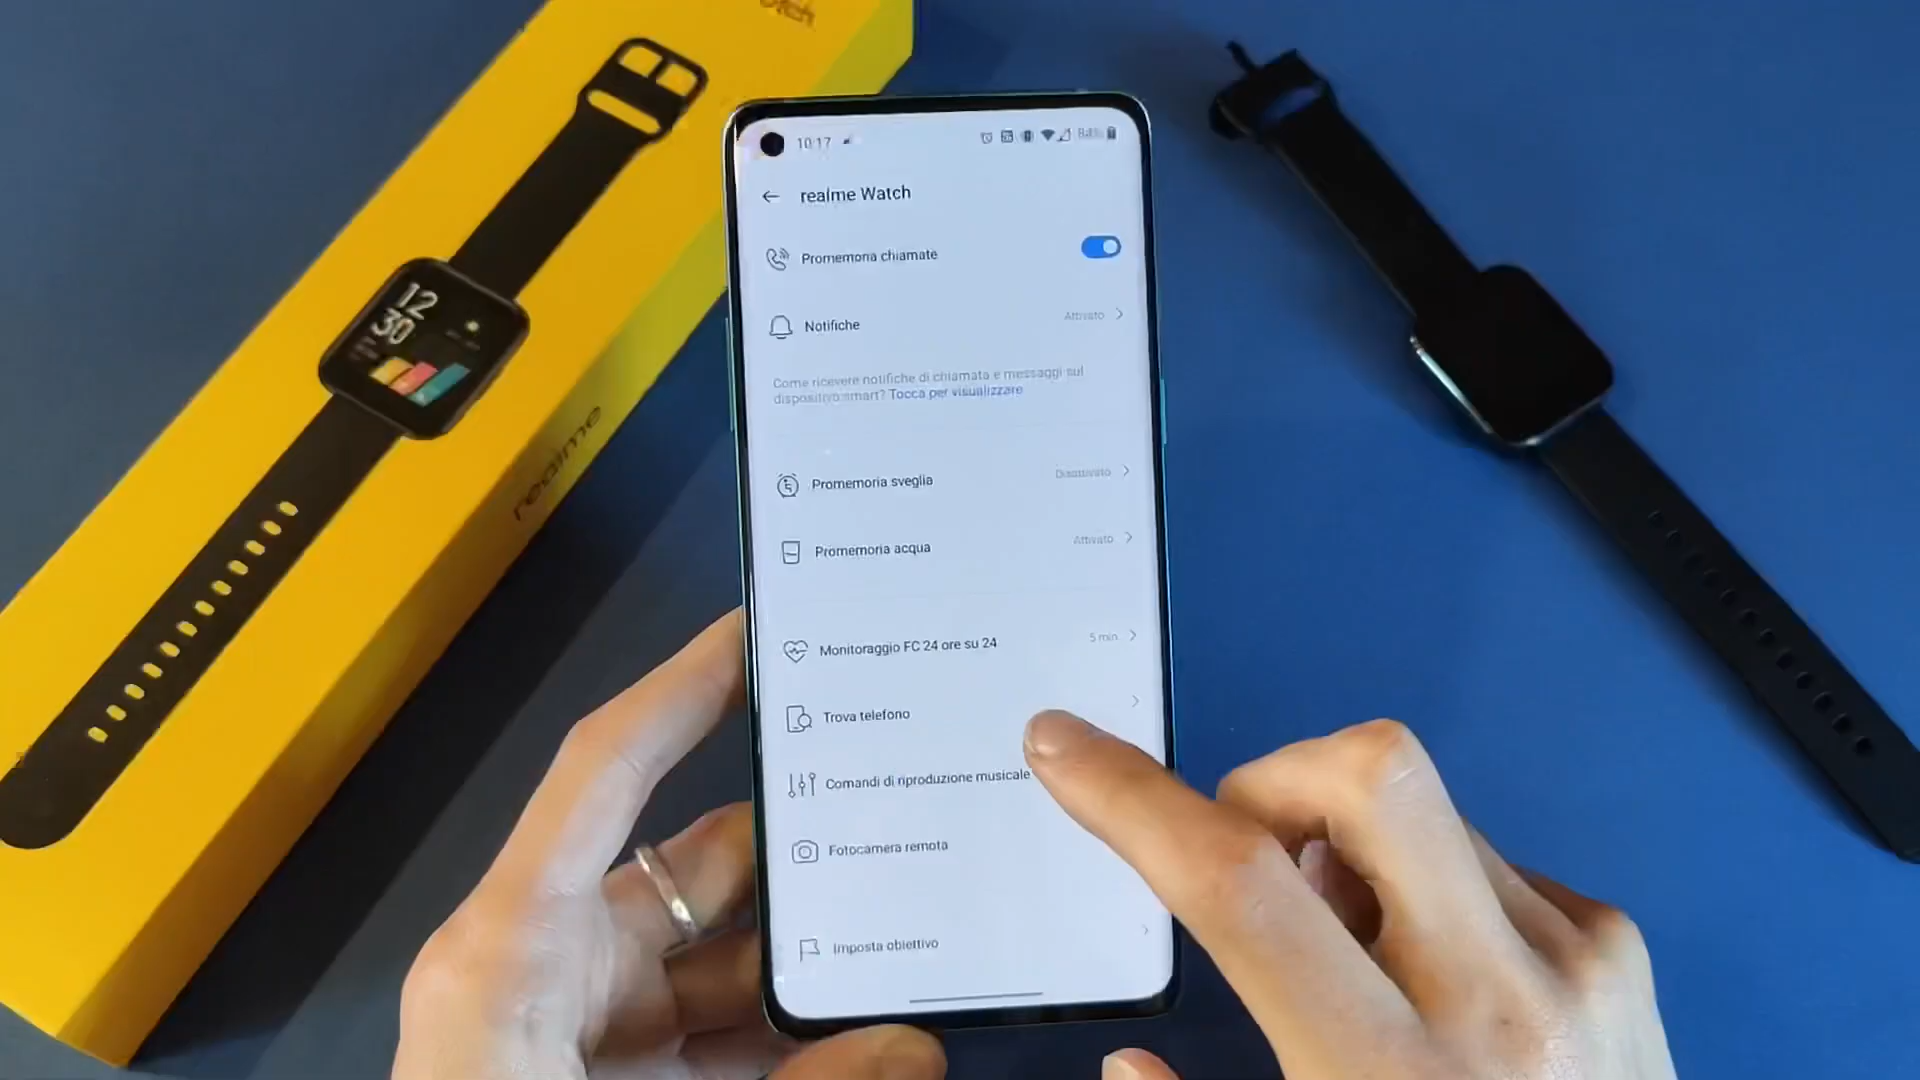 10:17
84%
realme Watch
Promemoria chiamate
Notifiche
Attivato
Come ricevere notifiche di chiamata e messaggi sul
dispositivo smart? Tocca per visualizzare
Promemoria sveglia
Disattivato
Promemoria acqua
Attivato
Monitoraggio FC 24 ore su 24
5 min.
Trova telefono
Comandi di riproduzione musicale
Fotocamera remota
Imposta obiettivo
12
30
realme